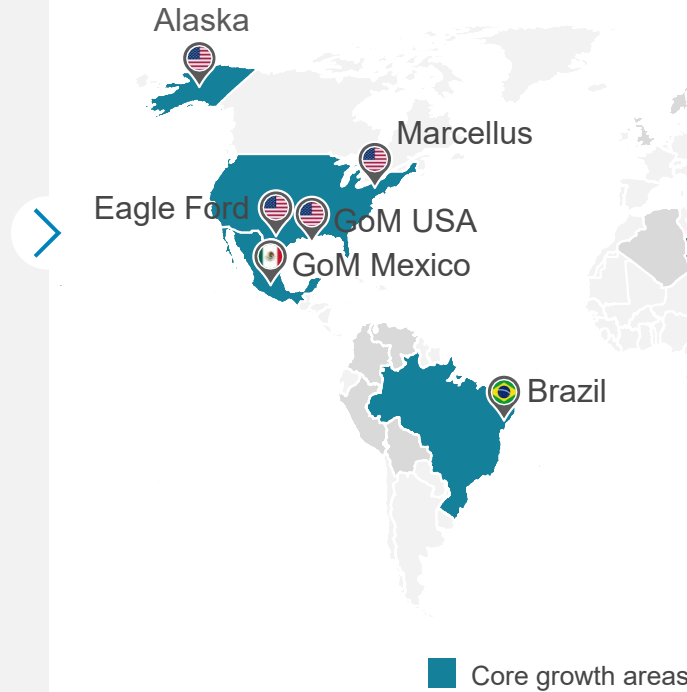 Alaska
Marcellus
Eagle Ford
GoM USA
GoM Mexico
Brazil
Core growth areas